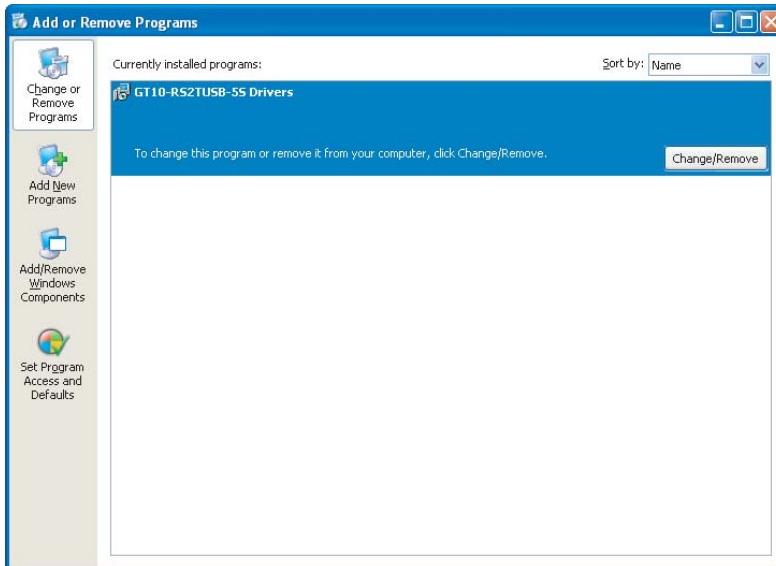 Add or Remove Programs
Change or
Remove
Programs
Add New
Programs
Add/Remove
Windows
Components
Set Program
Access and
Defaults
Currently installed programs:
Sort by: Name
GT10-RS2TUSB-5S Drivers
To change this program or remove it from your computer, click Change/Remove.
Change/Remove